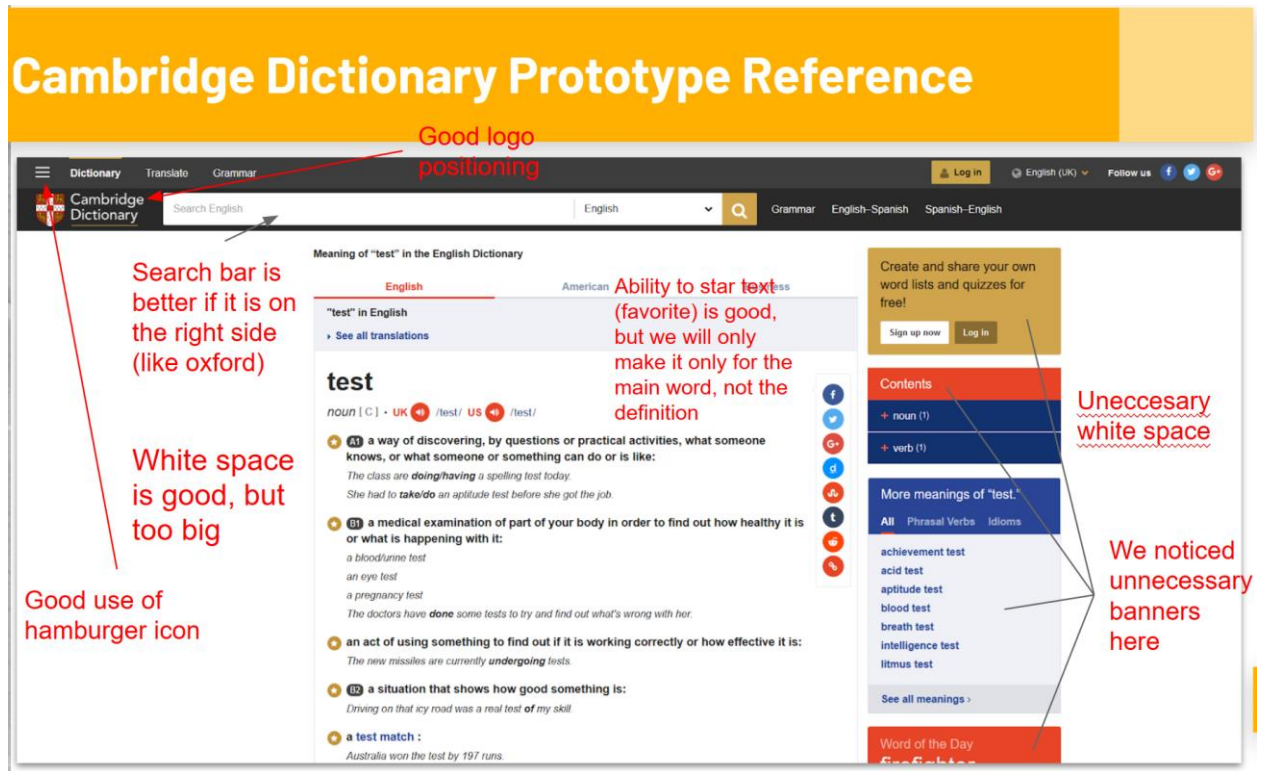 Cambridge Dictionary Prototype Reference
Good logo
positioning
Dictionary Translate Grammar
Log in English (UK) Follow us
Cambridge
Dictionary
Search English
English
Grammar English–Spanish Spanish–English
Search bar is
better if it is on
the right side
(like oxford)
White space
is good, but
too big
Good use of
hamburger icon
Meaning of "test" in the English Dictionary
English American
"test" in English
› See all translations
Ability to star text
(favorite) is good,
but we will only
make it only for the
main word, not the
definition
test
noun [ C ] • UK /test/ US /test/
A1 a way of discovering, by questions or practical activities, what someone
knows, or what someone or something can do or is like:
The class are doing/having a spelling test today.
She had to take/do an aptitude test before she got the job.
B1 a medical examination of part of your body in order to find out how healthy it is
or what is happening with it:
a blood/urine test
an eye test
a pregnancy test
The doctors have done some tests to try and find out what's wrong with her.
an act of using something to find out if it is working correctly or how effective it is:
The new missiles are currently undergoing tests.
B2 a situation that shows how good something is:
Driving on that icy road was a real test of my skill.
a test match :
Australia won the test by 197 runs.
Create and share your own
word lists and quizzes for
free!
Sign up now Log in
Contents
+ noun (1)
+ verb (1)
More meanings of "test."
All Phrasal Verbs Idioms
achievement test
acid test
aptitude test
blood test
breath test
intelligence test
litmus test
See all meanings ›
Word of the Day
firefighter
Uneccesary
white space
We noticed
unnecessary
banners
here